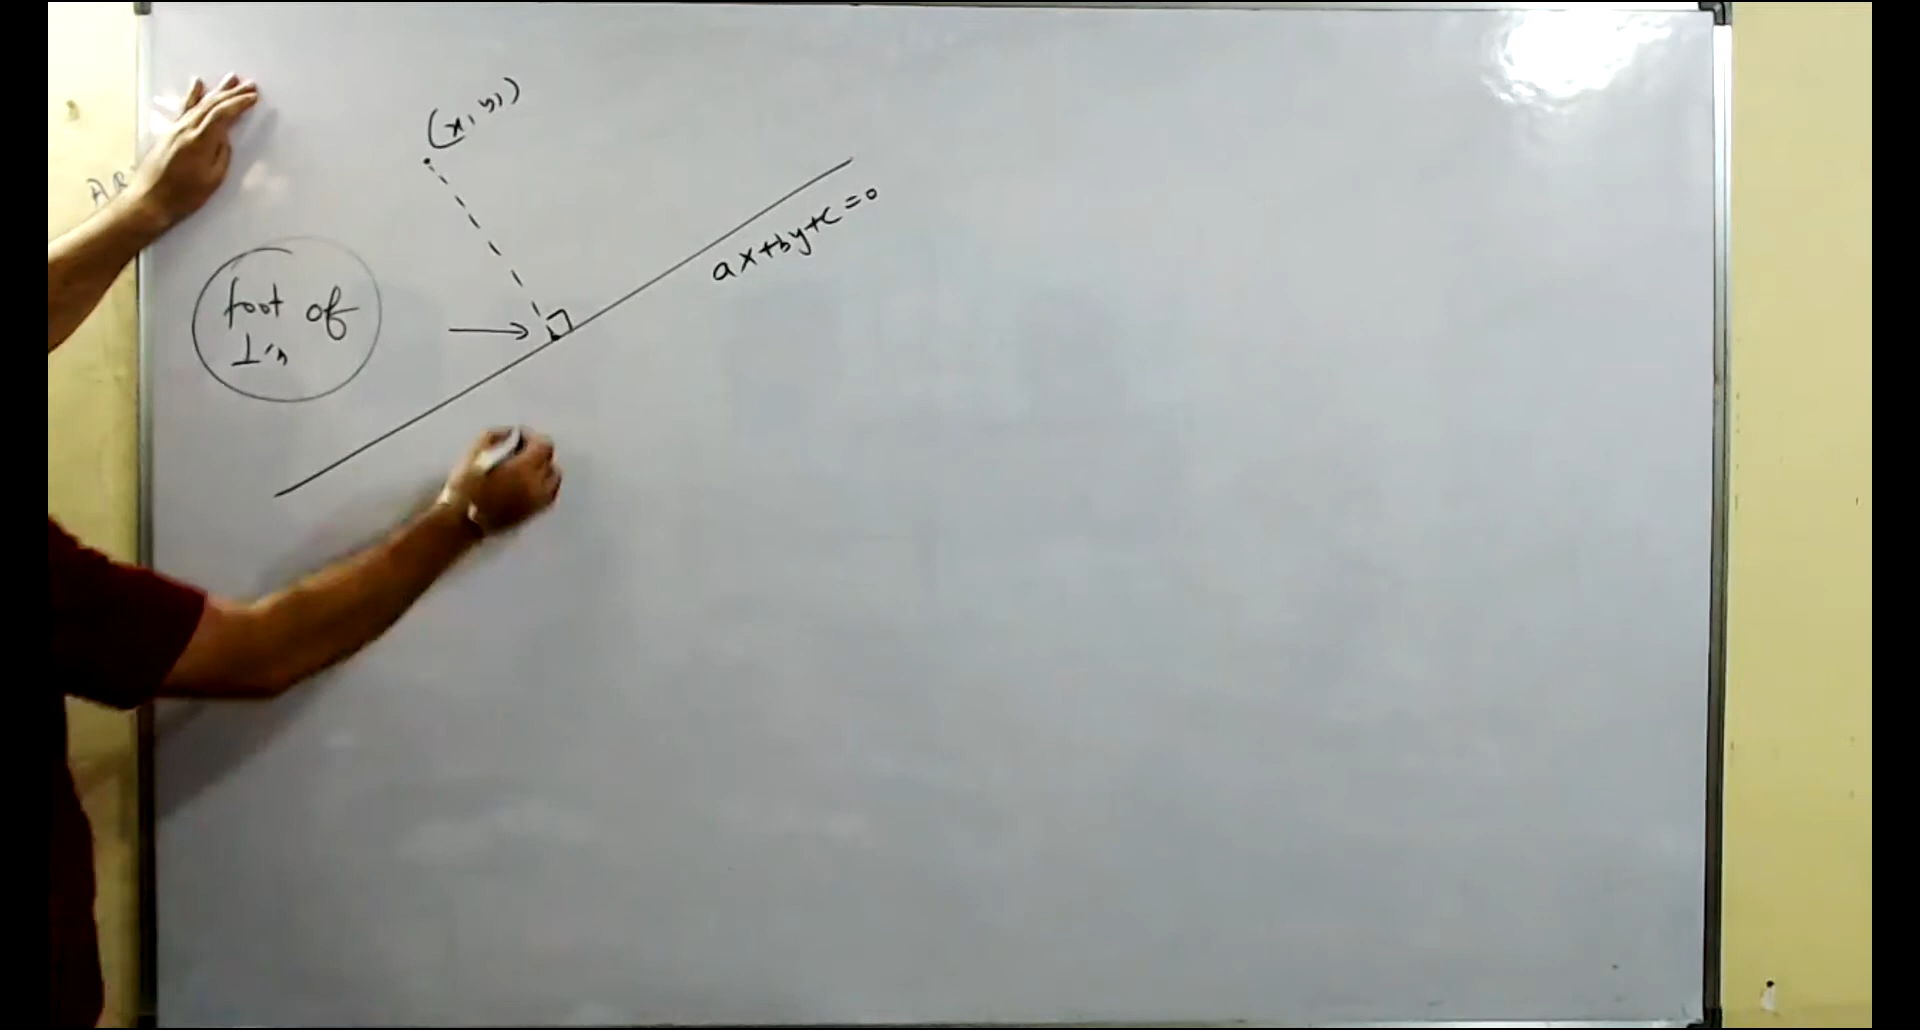 (x₁ y₁)
ax+by+c=0
foot of
⊥'r